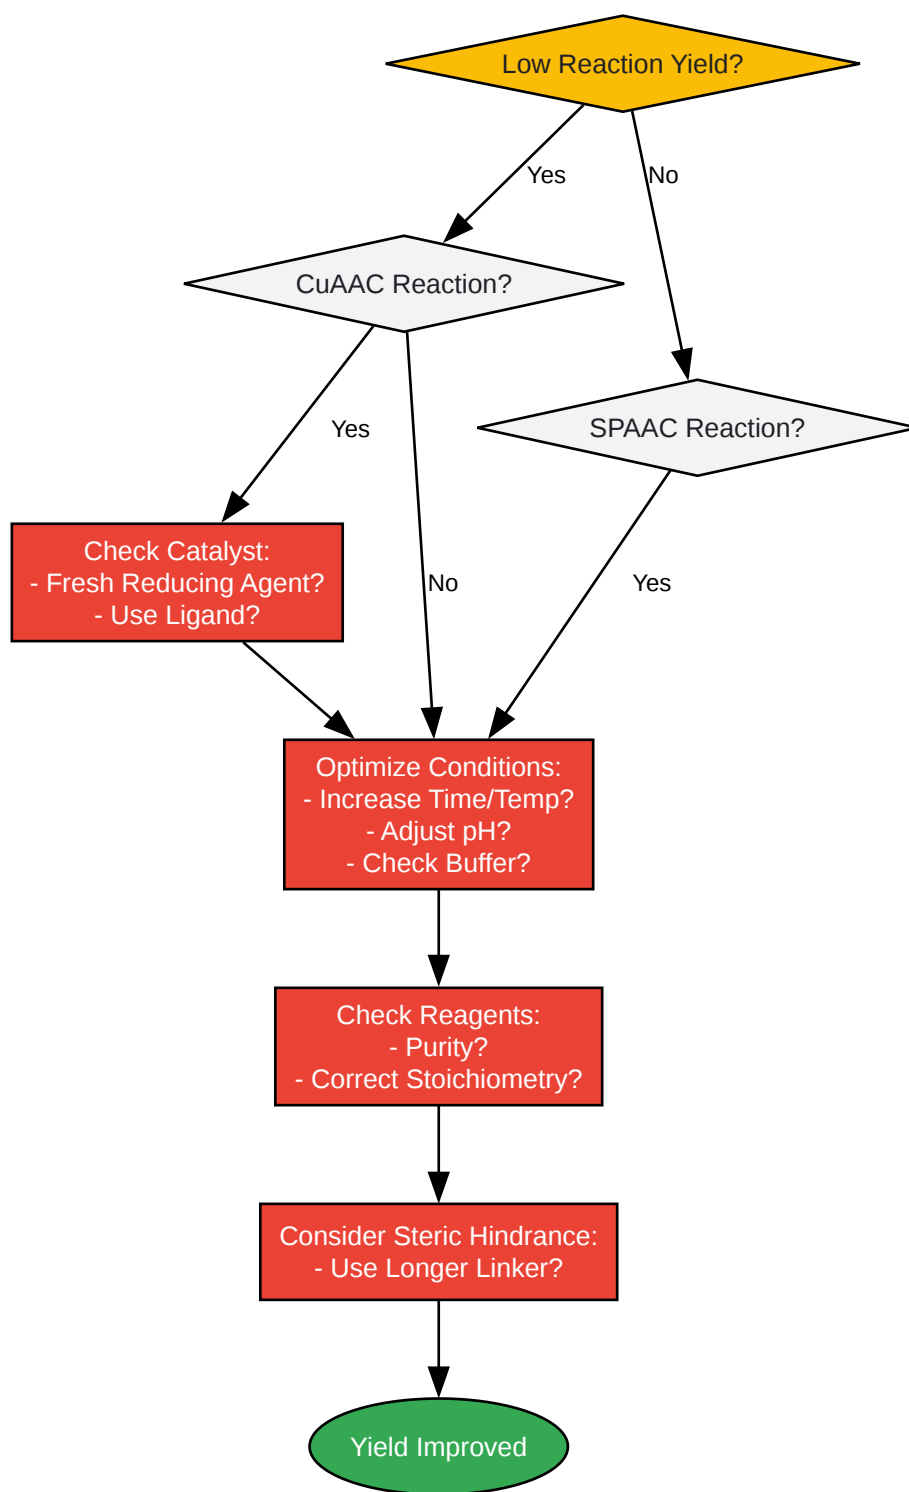 Low Reaction Yield?
Yes
No
CuAAC Reaction?
SPAAC Reaction?
Yes
Check Catalyst:
- Fresh Reducing Agent?
- Use Ligand?
No
Yes
Optimize Conditions:
- Increase Time/Temp?
- Adjust pH?
- Check Buffer?
Check Reagents:
- Purity?
- Correct Stoichiometry?
Consider Steric Hindrance:
- Use Longer Linker?
Yield Improved